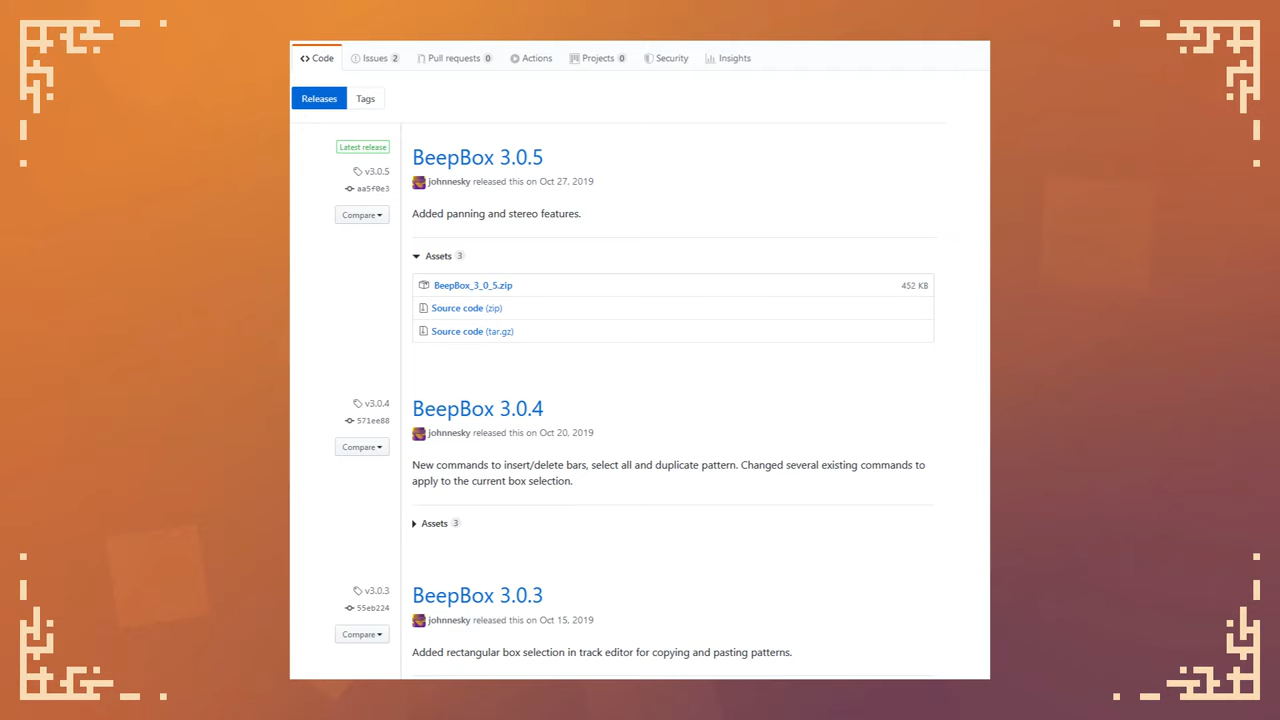 Code Issues 2 Pull requests 0 Actions Projects 0 Security Insights
Releases Tags
Latest release
v3.0.5
aa5f0e3
Compare
BeepBox 3.0.5
johnnesky released this on Oct 27, 2019
Added panning and stereo features.
Assets 3
BeepBox_3_0_5.zip 452 KB
Source code (zip)
Source code (tar.gz)
v3.0.4
571ee88
Compare
BeepBox 3.0.4
johnnesky released this on Oct 20, 2019
New commands to insert/delete bars, select all and duplicate pattern. Changed several existing commands to
apply to the current box selection.
Assets 3
v3.0.3
55eb224
Compare
BeepBox 3.0.3
johnnesky released this on Oct 15, 2019
Added rectangular box selection in track editor for copying and pasting patterns.